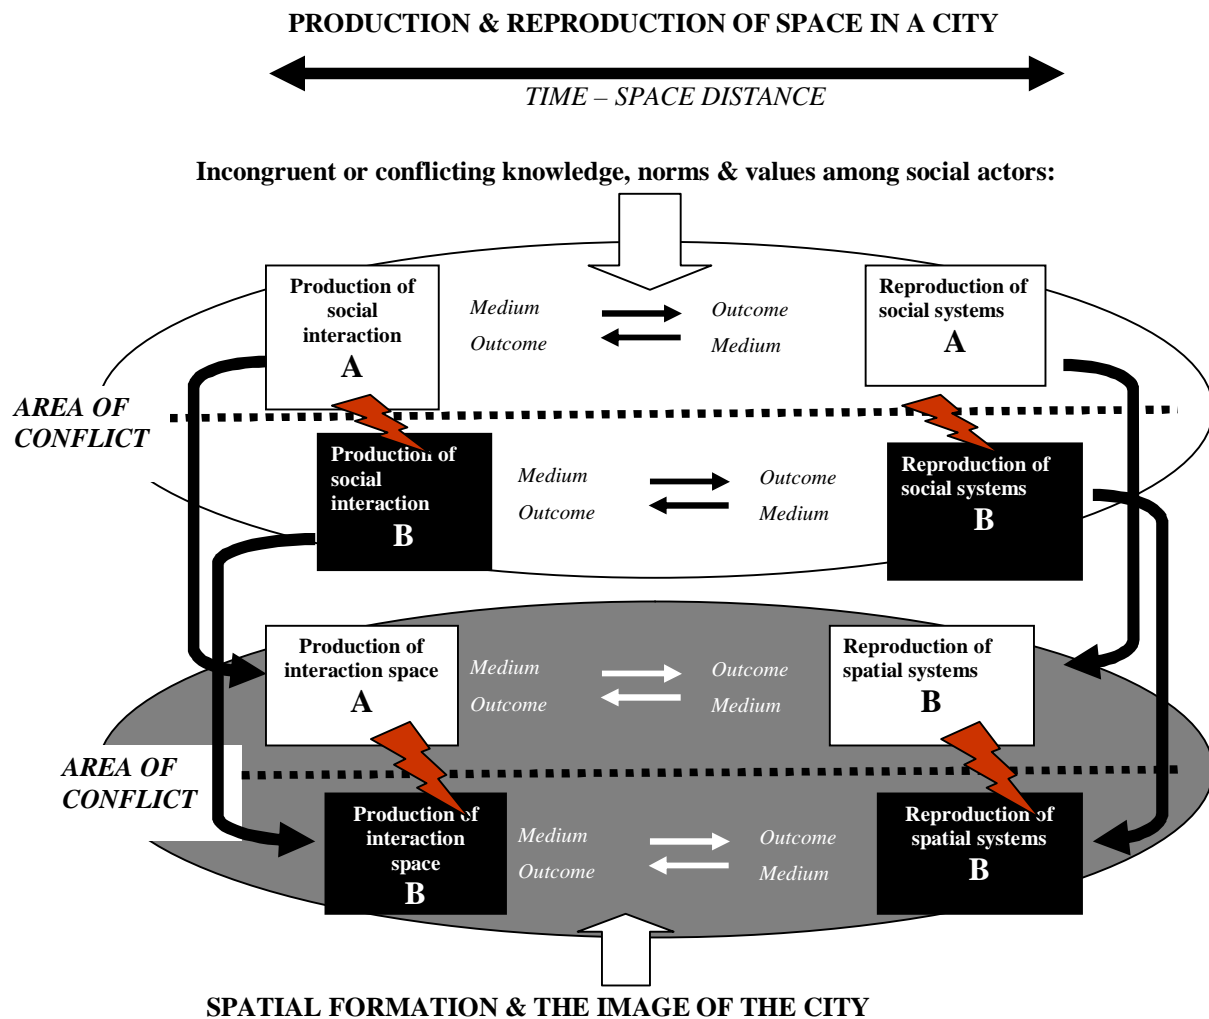 PRODUCTION & REPRODUCTION OF SPACE IN A CITY
TIME – SPACE DISTANCE
Incongruent or conflicting knowledge, norms & values among social actors:
Production of
social
interaction
A
Medium
Outcome
Outcome
Medium
Reproduction of
social systems
A
AREA OF
CONFLICT
Production of
social
interaction
B
Medium
Outcome
Outcome
Medium
Reproduction of
social systems
B
Production of
interaction space
A
Medium
Outcome
Outcome
Medium
Reproduction of
spatial systems
B
AREA OF
CONFLICT
Production of
interaction
space
B
Medium
Outcome
Outcome
Medium
Reproduction of
spatial systems
B
SPATIAL FORMATION & THE IMAGE OF THE CITY